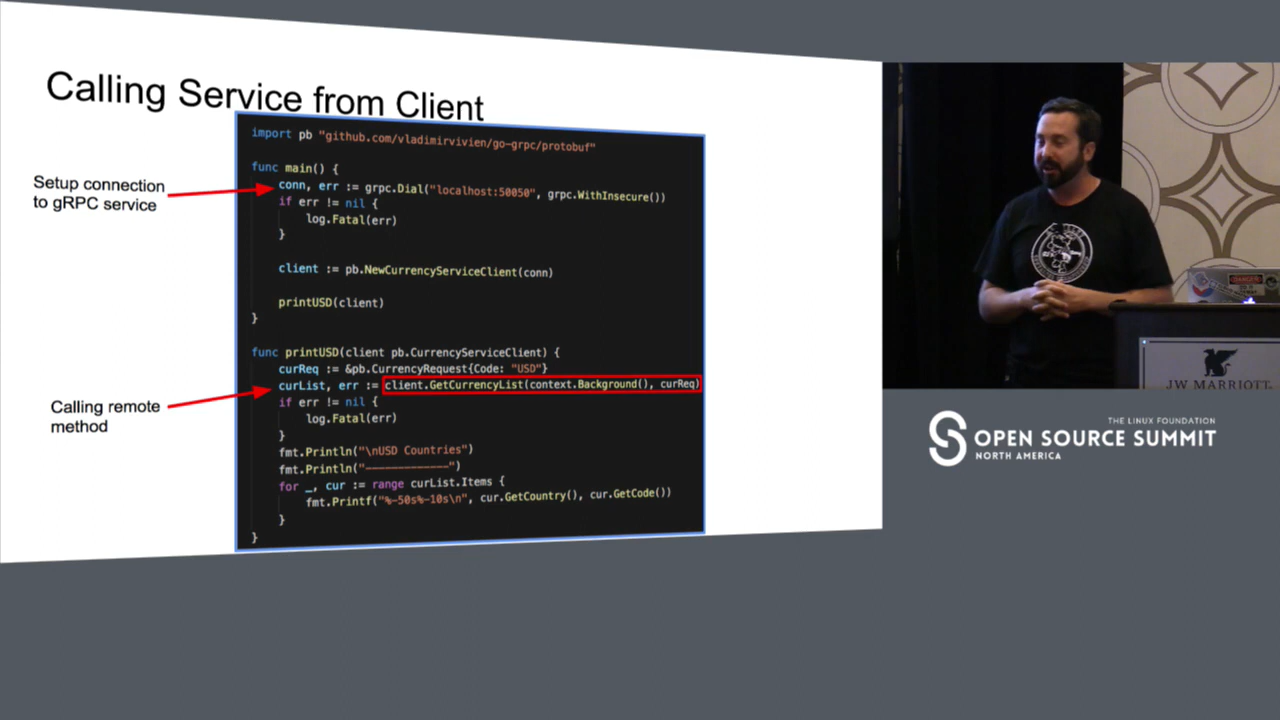 Calling Service from Client
Setup connection
to gRPC service
import pb "github.com/vladimirvivien/go-grpc/protobuf"
func main() {
conn, err := grpc.Dial("localhost:50050", grpc.WithInsecure())
if err != nil {
log.Fatal(err)
}
client := pb.NewCurrencyServiceClient(conn)
printUSD(client)
}
func printUSD(client pb.CurrencyServiceClient) {
curReq := &pb.CurrencyRequest{Code: "USD"}
curList, err := client.GetCurrencyList(context.Background(), curReq)
if err != nil {
log.Fatal(err)
}
fmt.Println("\nUSD Countries")
fmt.Println("-------------")
for _, cur := range curList.Items {
fmt.Printf("%-50s%-10s\n", cur.GetCountry(), cur.GetCode())
}
}
Calling remote
method
DANGER
JW MARRIOTT
THE LINUX FOUNDATION
OPEN SOURCE SUMMIT
NORTH AMERICA